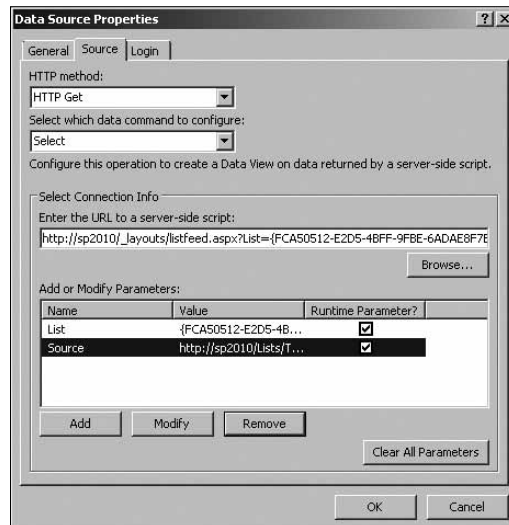 Data Source Properties
General Source Login
HTTP method:
HTTP Get
Select which data command to configure:
Select
Configure this operation to create a Data View on data returned by a server-side script.
Select Connection Info
Enter the URL to a server-side script:
http://sp2010/_layouts/listfeed.aspx?List={FCA50512-E2D5-4BFF-9FBE-6ADAE8F7E
Browse...
Add or Modify Parameters:
Name Value Runtime Parameter?
List {FCA50512-E2D5-4B...
Source http://sp2010/Lists/T...
Add Modify Remove
Clear All Parameters
OK Cancel